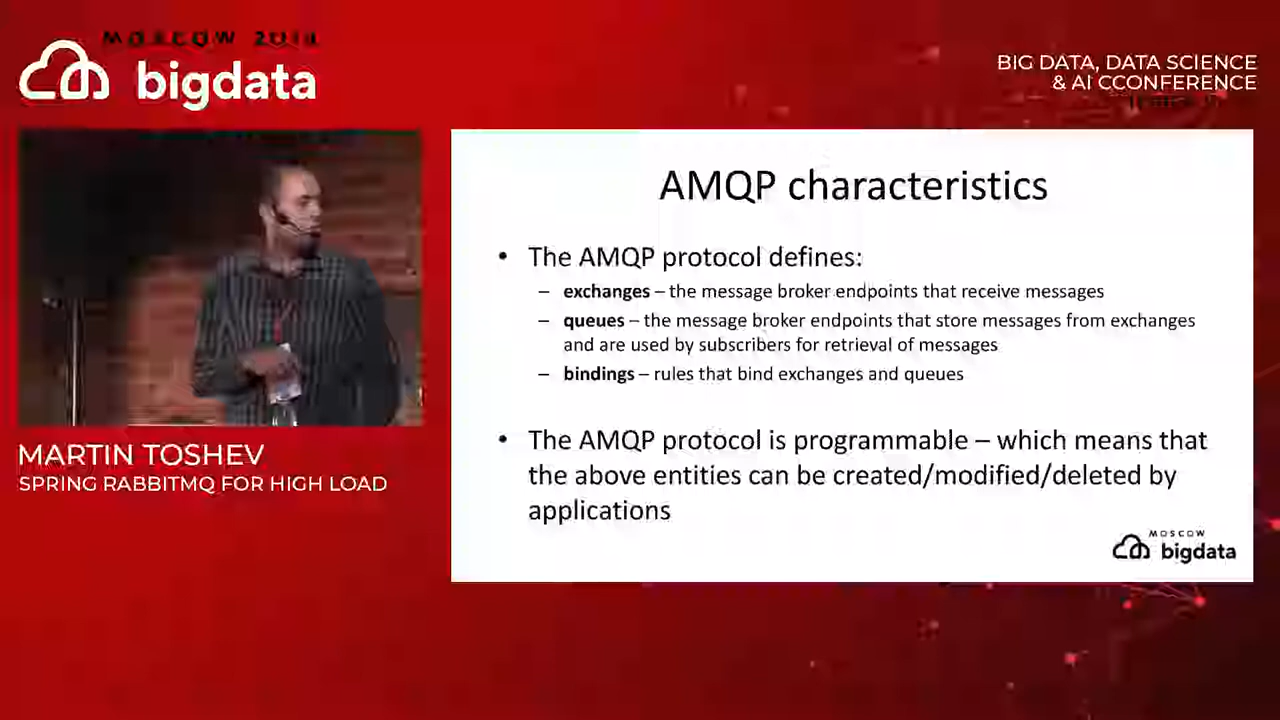 MOSCOW 2018
bigdata
BIG DATA, DATA SCIENCE
& AI CCONFERENCE
MARTIN TOSHEV
SPRING RABBITMQ FOR HIGH LOAD
AMQP characteristics
• The AMQP protocol defines:
– exchanges – the message broker endpoints that receive messages
– queues – the message broker endpoints that store messages from exchanges
and are used by subscribers for retrieval of messages
– bindings – rules that bind exchanges and queues
• The AMQP protocol is programmable – which means that
the above entities can be created/modified/deleted by
applications
MOSCOW
bigdata